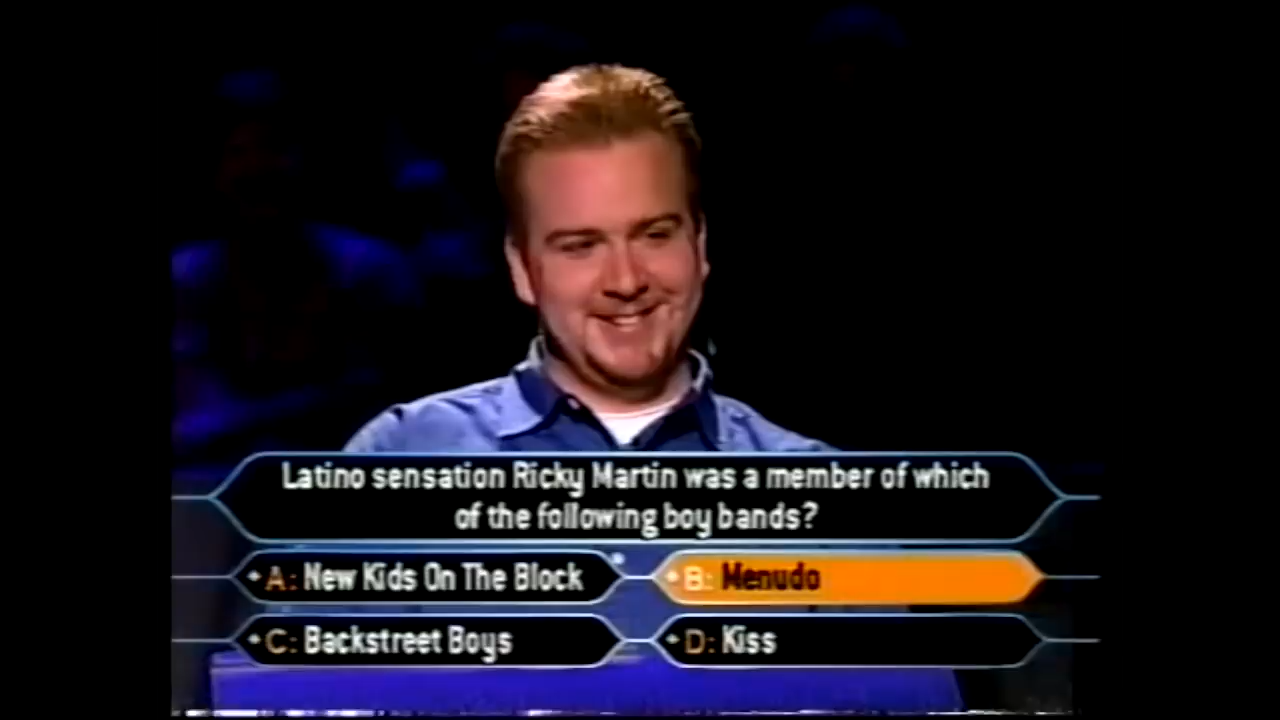 Latino sensation Ricky Martin was a member of which
of the following boy bands?
A: New Kids On The Block
B: Menudo
C: Backstreet Boys
D: Kiss